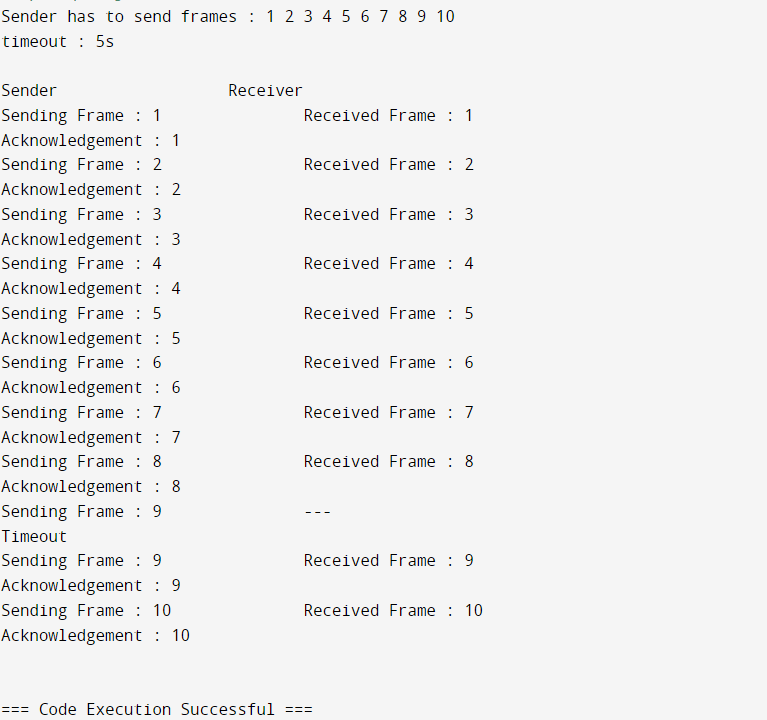 Sender has to send frames : 1 2 3 4 5 6 7 8 9 10
timeout : 5s
Sender Receiver
Sending Frame : 1 Received Frame : 1
Acknowledgement : 1
Sending Frame : 2 Received Frame : 2
Acknowledgement : 2
Sending Frame : 3 Received Frame : 3
Acknowledgement : 3
Sending Frame : 4 Received Frame : 4
Acknowledgement : 4
Sending Frame : 5 Received Frame : 5
Acknowledgement : 5
Sending Frame : 6 Received Frame : 6
Acknowledgement : 6
Sending Frame : 7 Received Frame : 7
Acknowledgement : 7
Sending Frame : 8 Received Frame : 8
Acknowledgement : 8
Sending Frame : 9 ---
Timeout
Sending Frame : 9 Received Frame : 9
Acknowledgement : 9
Sending Frame : 10 Received Frame : 10
Acknowledgement : 10
=== Code Execution Successful ===